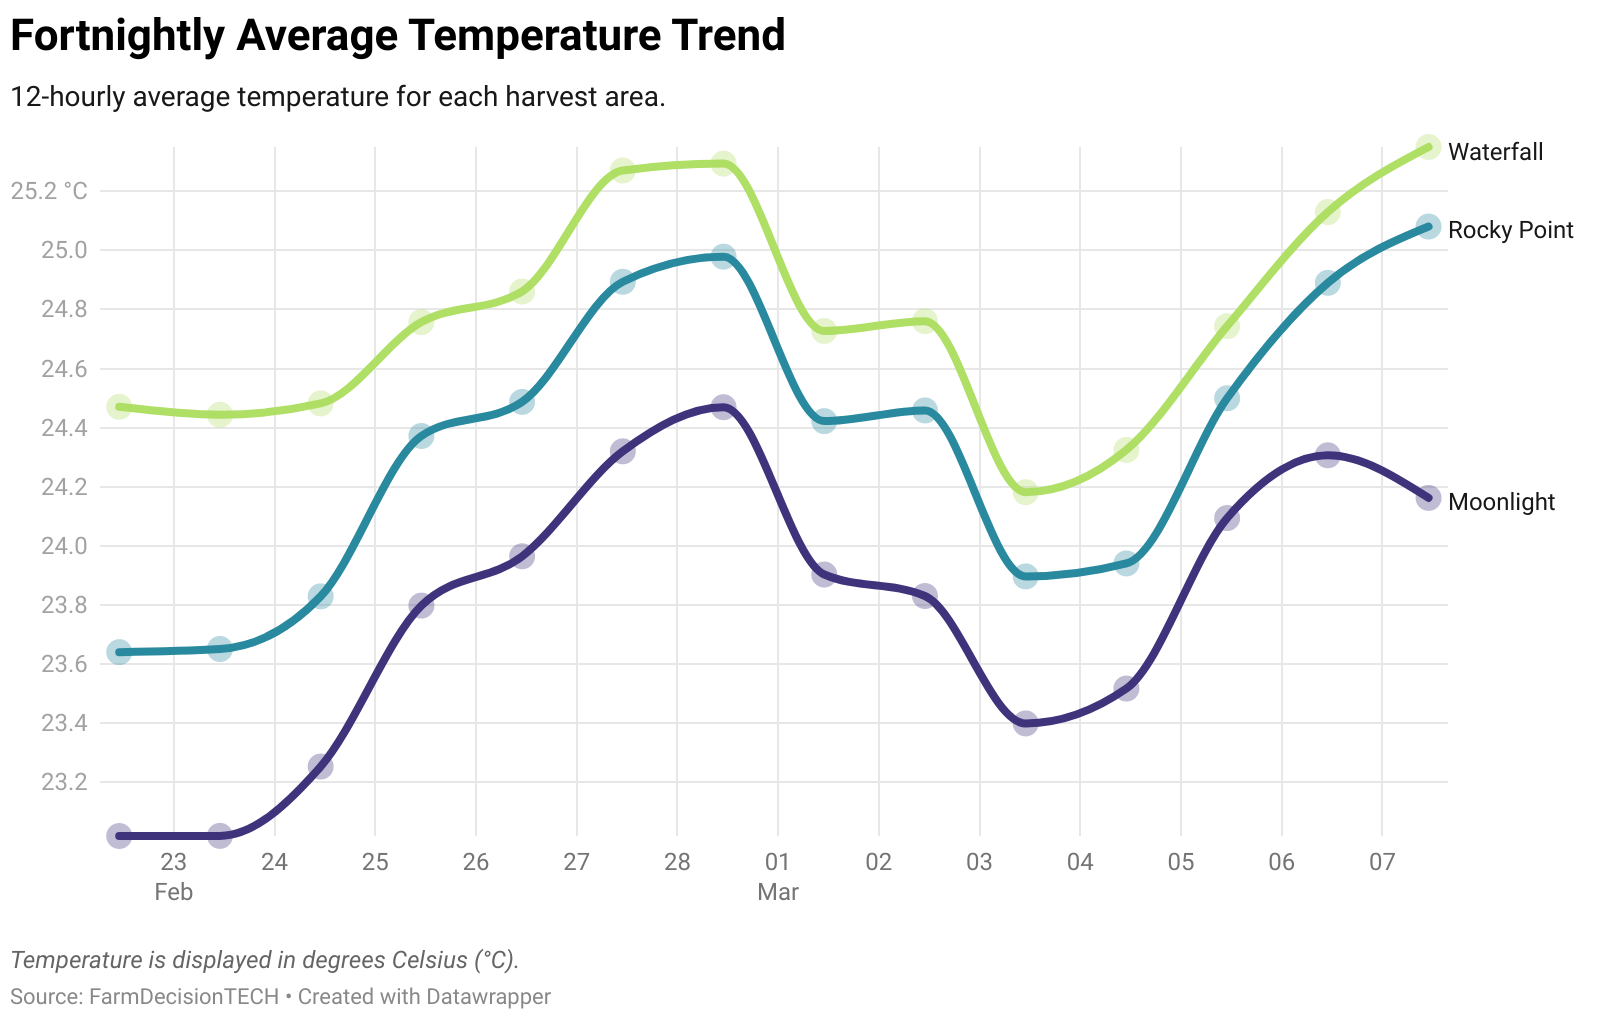 Fortnightly Average Temperature Trend
12-hourly average temperature for each harvest area.
Waterfall
25.2 °C
Rocky Point
25.0
24.8
24.6
24.4
24.2
Moonlight
24.0
23.8
23.6
23.4
23.2
23 24 25 26 27 28 01 02 03 04 05 06 07
Feb Mar
Temperature is displayed in degrees Celsius (°C).
Source: FarmDecisionTECH • Created with Datawrapper